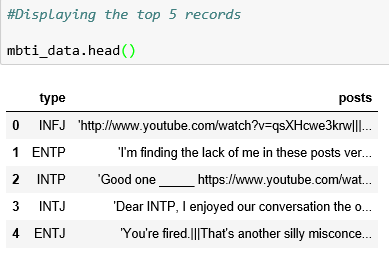 #Displaying the top 5 records
mbti_data.head()
type posts
0 INFJ 'http://www.youtube.com/watch?v=qsXHcwe3krw|||...
1 ENTP 'I'm finding the lack of me in these posts ver...
2 INTP 'Good one _____ https://www.youtube.com/wat...
3 INTJ 'Dear INTP, I enjoyed our conversation the o...
4 ENTJ 'You're fired.|||That's another silly misconce...